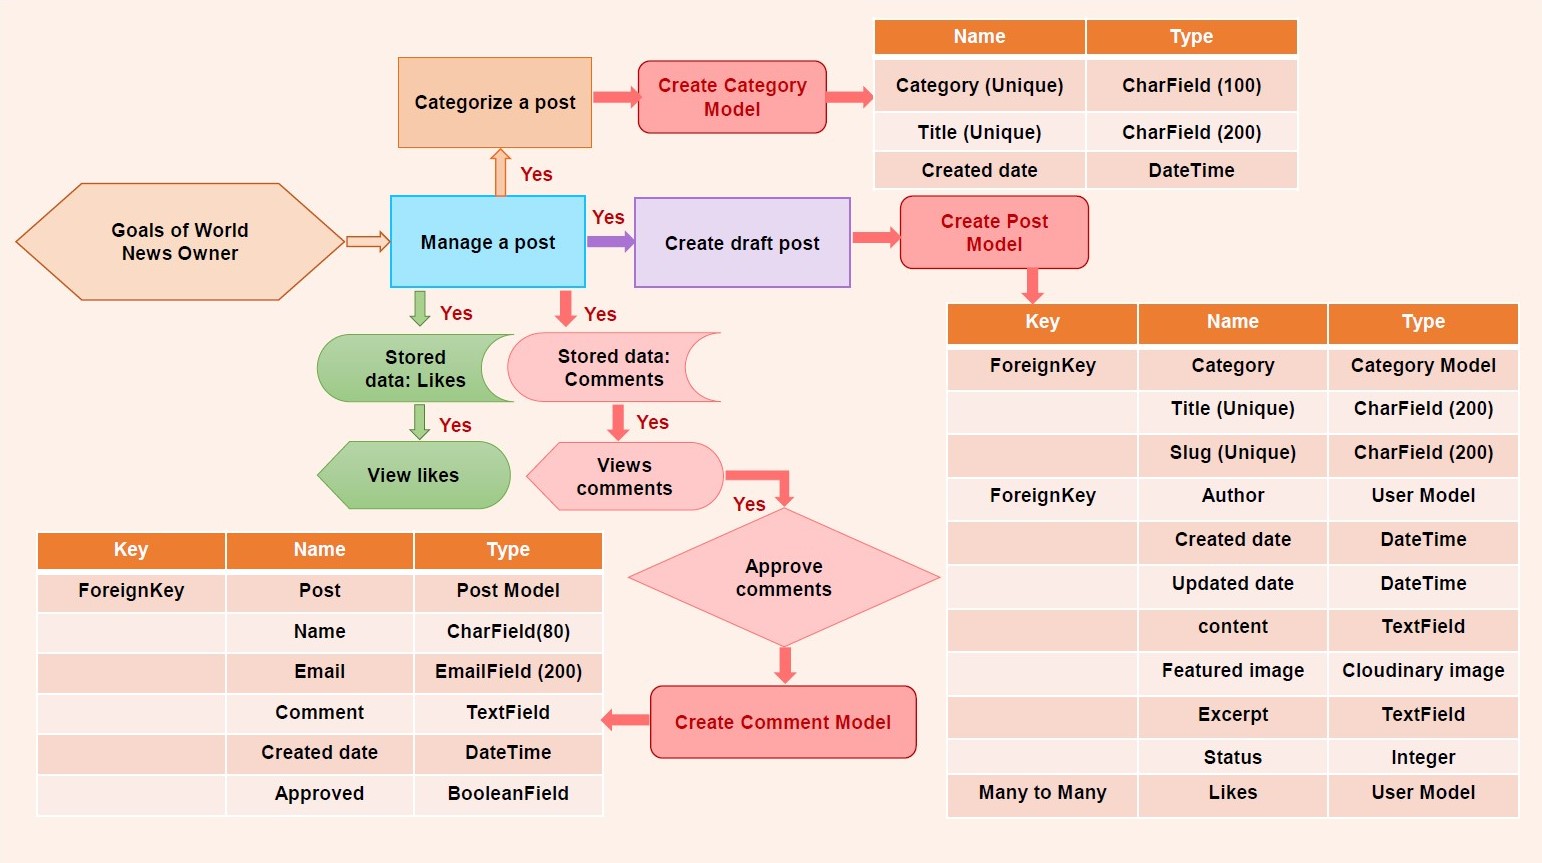 Name Type
Category (Unique) CharField (100)
Title (Unique) CharField (200)
Created date DateTime
Categorize a post
Create Category
Model
Yes
Goals of World
News Owner
Manage a post
Yes
Create draft post
Create Post
Model
Yes
Yes
Stored
data: Likes
Stored data:
Comments
Yes
Yes
View likes
Views
comments
Yes
Approve
comments
Create Comment Model
Key Name Type
ForeignKey Category Category Model
Title (Unique) CharField (200)
Slug (Unique) CharField (200)
ForeignKey Author User Model
Created date DateTime
Updated date DateTime
content TextField
Featured image Cloudinary image
Excerpt TextField
Status Integer
Many to Many Likes User Model
Key Name Type
ForeignKey Post Post Model
Name CharField(80)
Email EmailField (200)
Comment TextField
Created date DateTime
Approved BooleanField